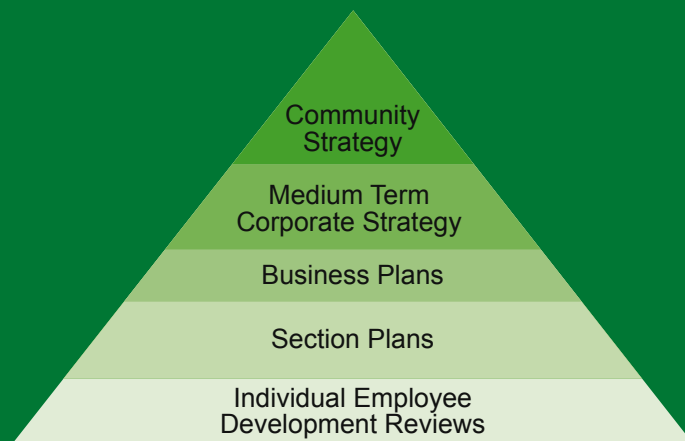 Community
Strategy
Medium Term
Corporate Strategy
Business Plans
Section Plans
Individual Employee
Development Reviews